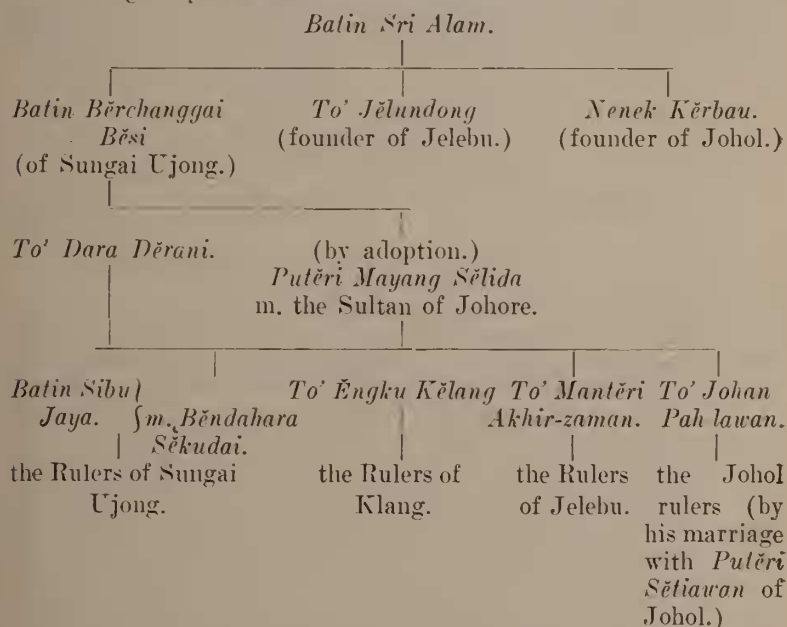 Batin Sri Alam.
Batin Bĕrchanggai To' Jĕlundong Nenek Kĕrbau.
Bĕsi (founder of Jelebu.) (founder of Johol.)
(of Sungai Ujong.)
To' Dara Dĕrani. (by adoption.)
Putĕri Mayang Sĕlida
m. the Sultan of Johore.
Batin Sibu} To' Ĕngku Kĕlang To' Mantĕri To' Johan
Jaya. {m. Bĕndahara Akhir-zaman. Pah lawan.
Sĕkudai.
the Rulers of Sungai the Rulers of the Rulers the Johol
Ujong. Klang. of Jelebu. rulers (by
his marriage
with Putĕri
Sĕtiawan of
Johol.)